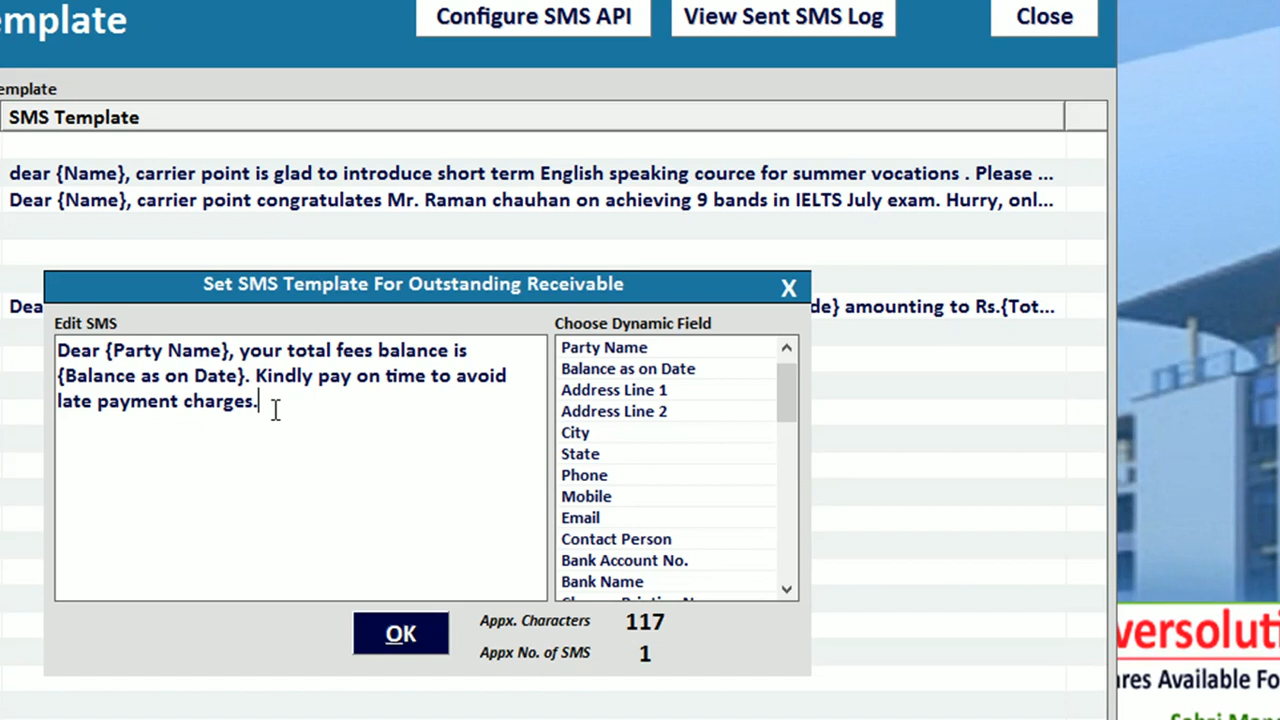 emplate
Configure SMS API
View Sent SMS Log
Close
emplate
SMS Template
dear {Name}, carrier point is glad to introduce short term English speaking cource for summer vocations . Please ...
Dear {Name}, carrier point congratulates Mr. Raman chauhan on achieving 9 bands in IELTS July exam. Hurry, onl...
Dea
de} amounting to Rs.{Tot...
Set SMS Template For Outstanding Receivable
X
Edit SMS
Dear {Party Name}, your total fees balance is
{Balance as on Date}. Kindly pay on time to avoid
late payment charges.
Choose Dynamic Field
Party Name
Balance as on Date
Address Line 1
Address Line 2
City
State
Phone
Mobile
Email
Contact Person
Bank Account No.
Bank Name
OK
Appx. Characters 117
Appx No. of SMS 1
versoluti
res Available Fo